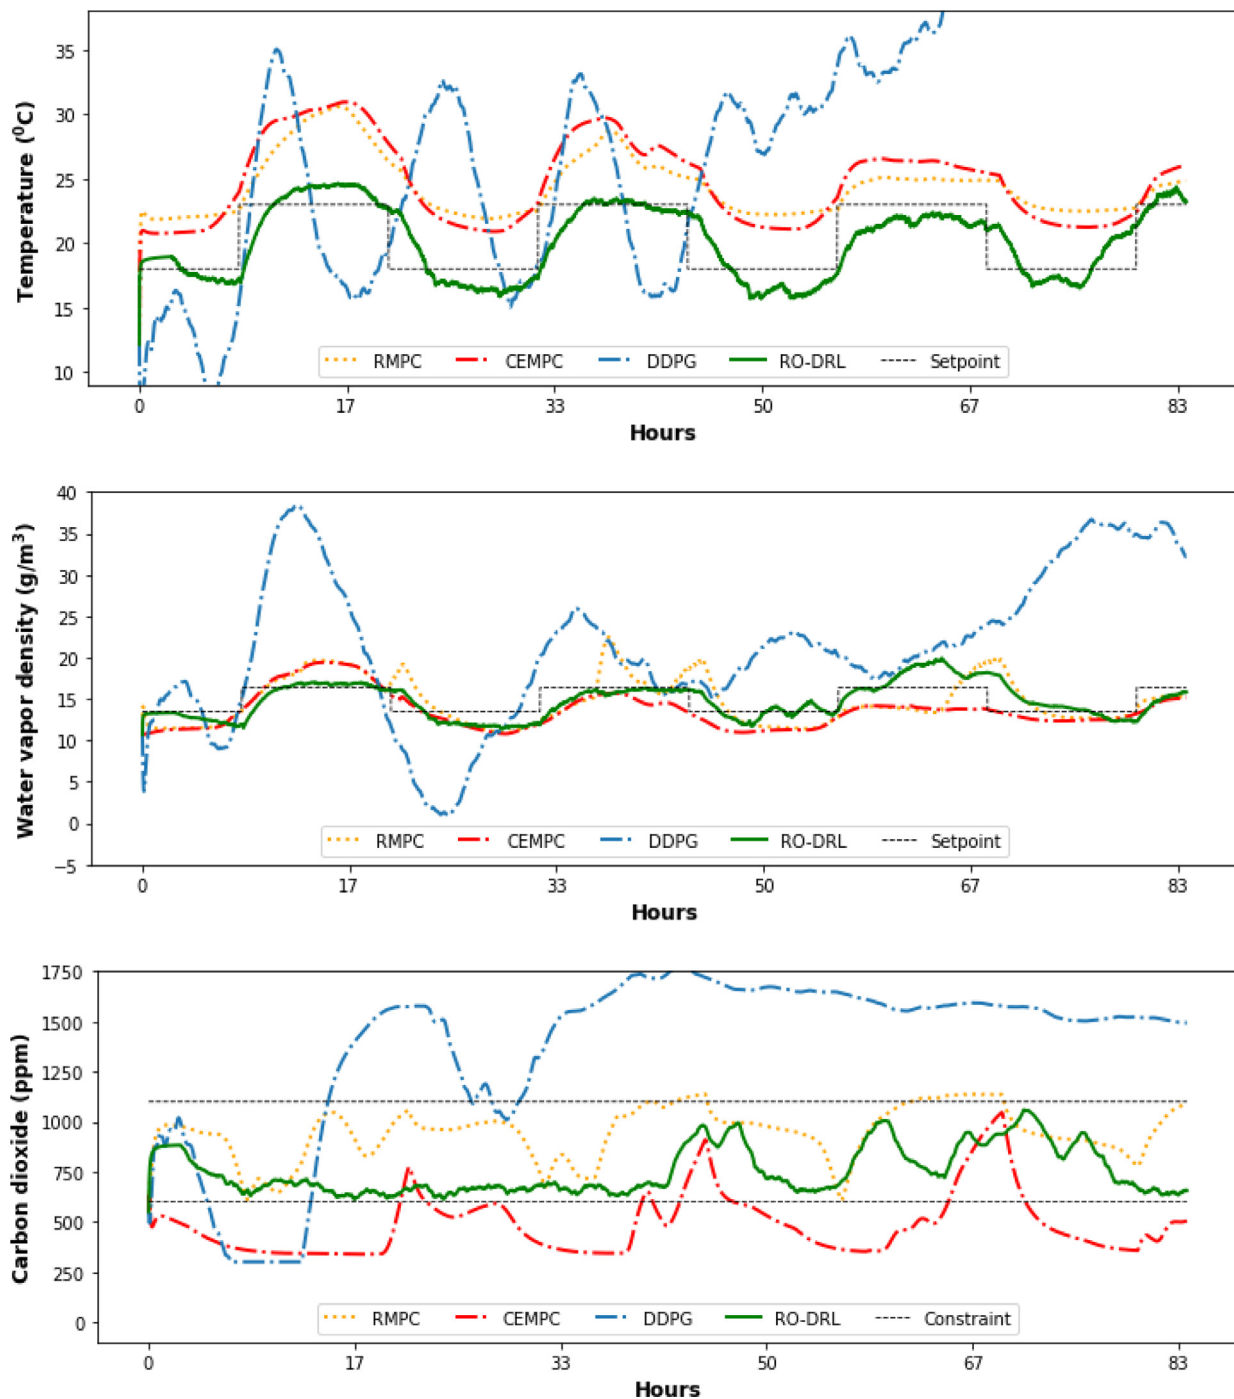 Temperature (⁰C)
35
30
25
20
15
10
RMPC CEMPC DDPG RO-DRL Setpoint
0 17 33 50 67 83
Hours
Water vapor density (g/m³)
40
35
30
25
20
15
10
5
0
−5
RMPC CEMPC DDPG RO-DRL Setpoint
0 17 33 50 67 83
Hours
Carbon dioxide (ppm)
1750
1500
1250
1000
750
500
250
0
RMPC CEMPC DDPG RO-DRL Constraint
0 17 33 50 67 83
Hours